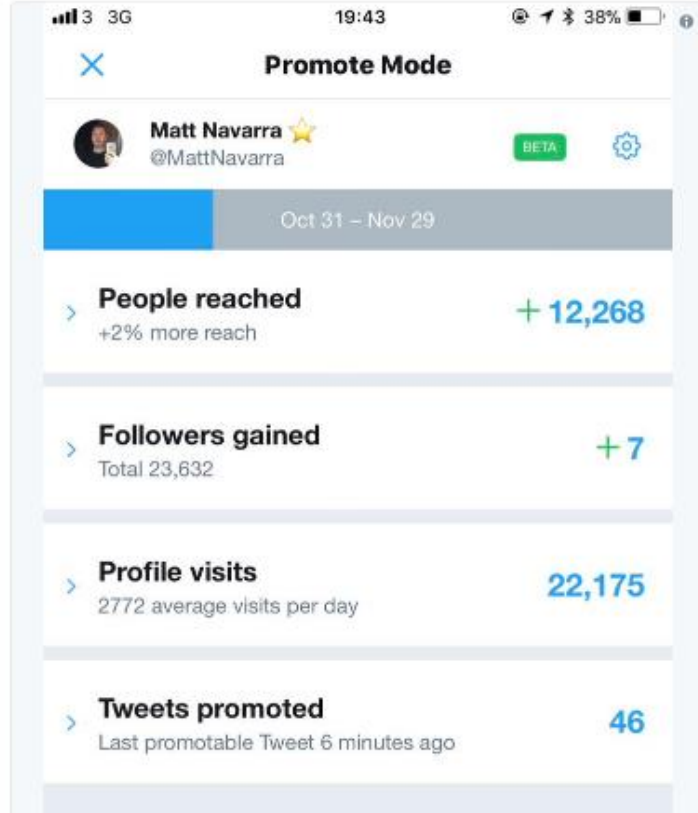 3 3G 19:43 38%
Promote Mode
Matt Navarra
@MattNavarra
BETA
Oct 31 – Nov 29
People reached
+ 12,268
+2% more reach
Followers gained
+ 7
Total 23,632
Profile visits
22,175
2772 average visits per day
Tweets promoted
46
Last promotable Tweet 6 minutes ago